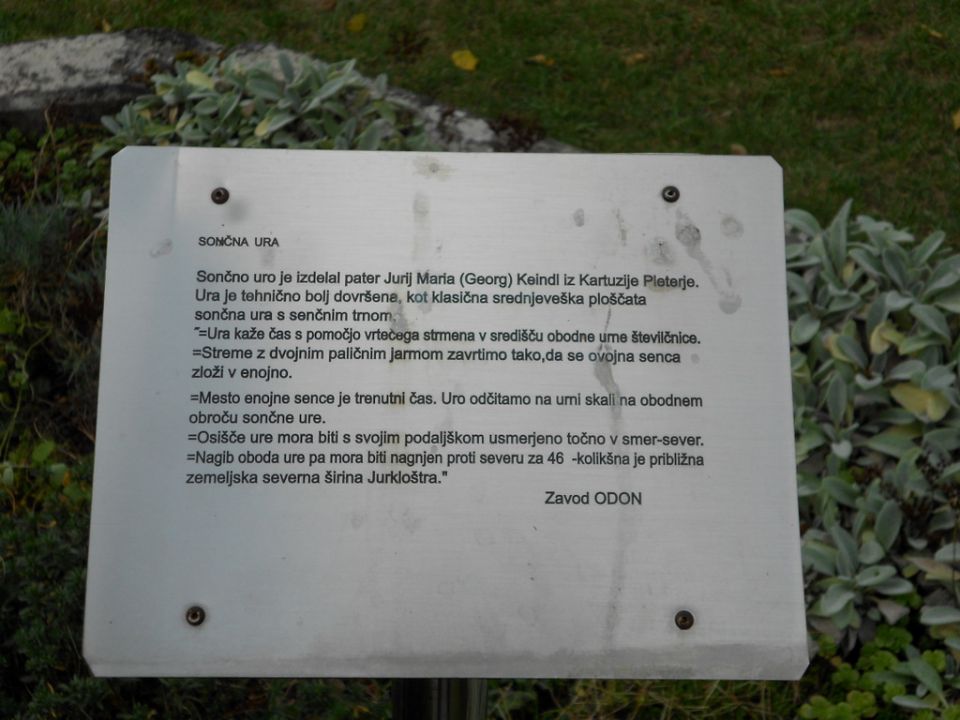 SONČNA URA
Sončno uro je izdelal pater Jurij Maria (Georg) Keindl iz Kartuzije Pleterje.
Ura je tehnično bolj dovršena, kot klasična srednjeveška ploščata
sončna ura s senčnim trnom.
˝=Ura kaže čas s pomočjo vrtečega strmena v središču obodne urne številčnice.
=Streme z dvojnim paličnim jarmom zavrtimo tako,da se ovojna senca
zloži v enojno.
=Mesto enojne sence je trenutni čas. Uro odčitamo na urni skali na obodnem
obroču sončne ure.
=Osišče ure mora biti s svojim podaljškom usmerjeno točno v smer-sever.
=Nagib oboda ure pa mora biti nagnjen proti severu za 46 -kolikšna je približna
zemeljska severna širina Jurkloštra."
Zavod ODON